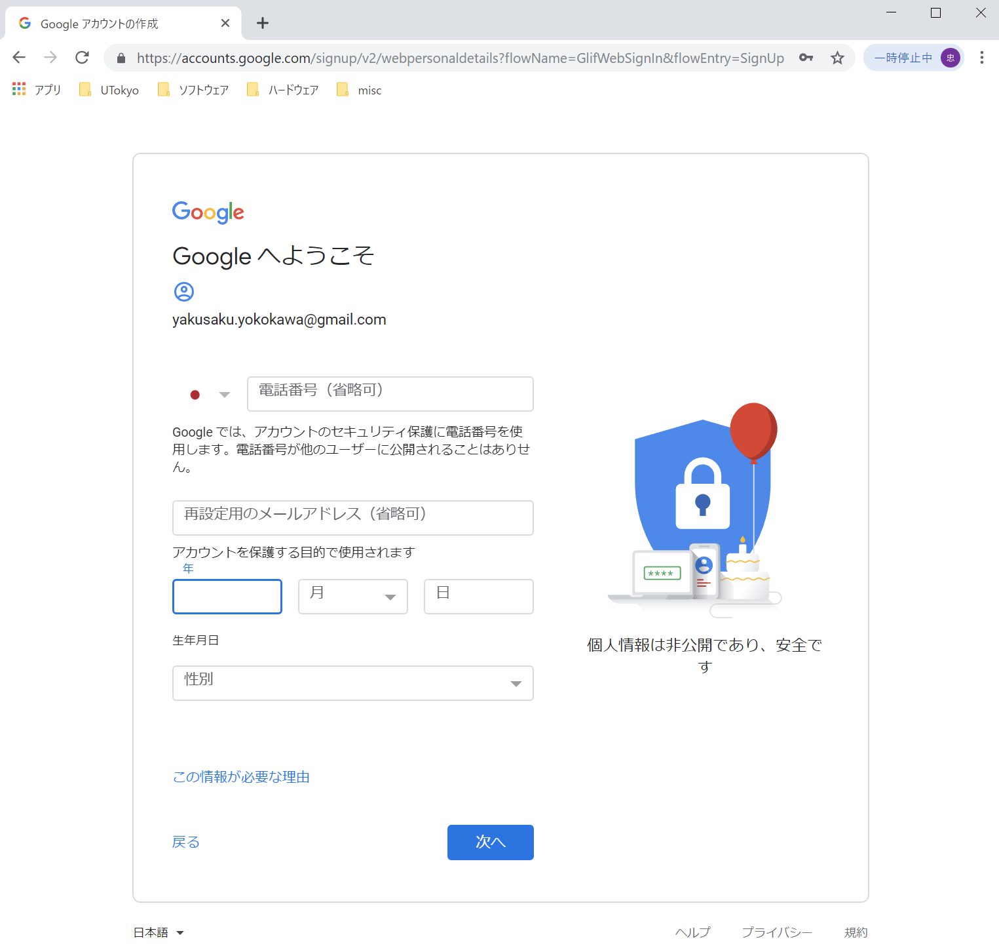 Google アカウントの作成
https://accounts.google.com/signup/v2/webpersonaldetails?flowName=GlifWebSignIn&flowEntry=SignUp
一時停止中 忠
アプリ UTokyo ソフトウェア ハードウェア misc
Google
Google へようこそ
yakusaku.yokokawa@gmail.com
電話番号（省略可）
Google では、アカウントのセキュリティ保護に電話番号を使
用します。電話番号が他のユーザーに公開されることはありませ
ん。
再設定用のメールアドレス（省略可）
アカウントを保護する目的で使用されます
年
月 日
生年月日
性別
この情報が必要な理由
戻る 次へ
****
個人情報は非公開であり、安全で
す
日本語 ヘルプ プライバシー 規約